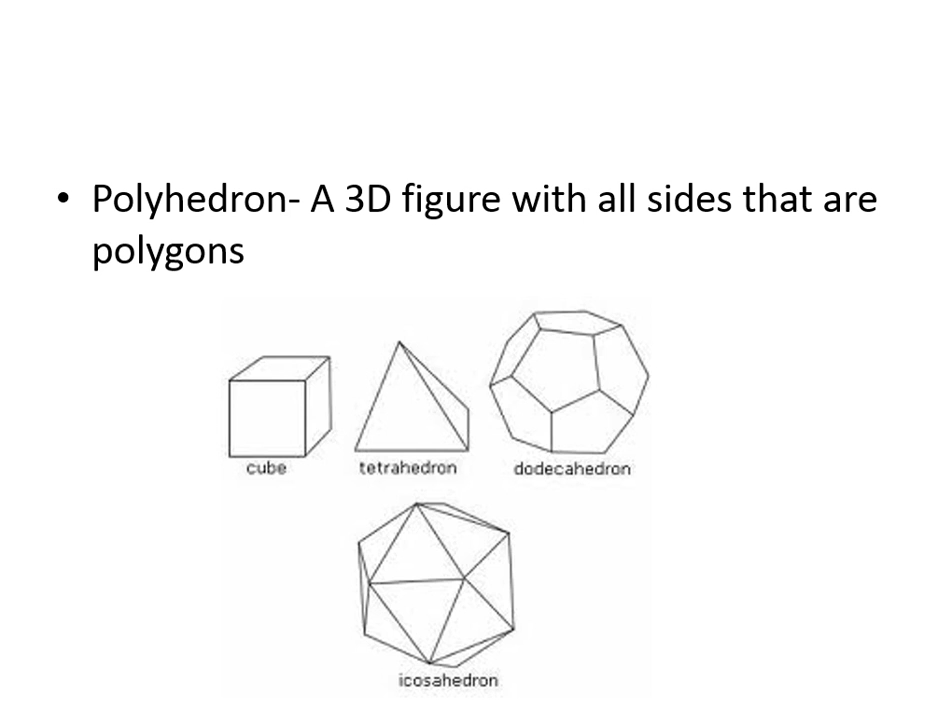 • Polyhedron- A 3D figure with all sides that are
polygons
cube
tetrahedron
dodecahedron
icosahedron